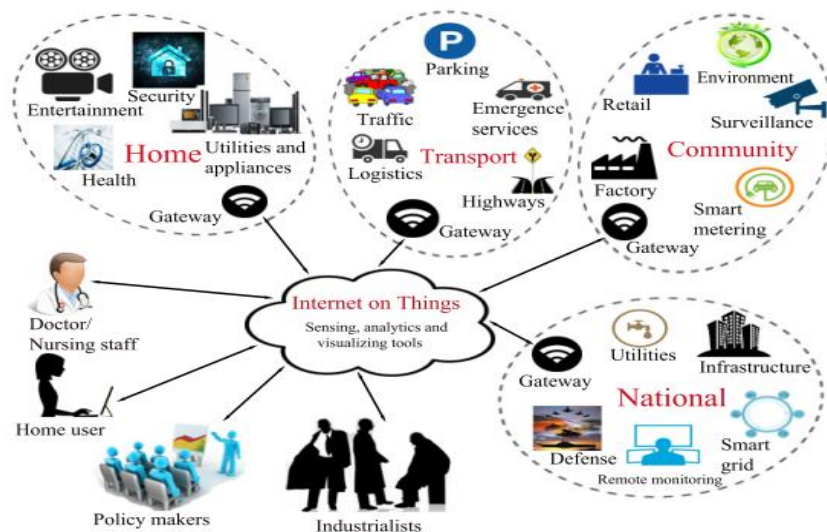 Entertainment
Security
Health
Home
Utilities and
appliances
Gateway
P
Parking
Traffic
Emergence
services
Logistics
Transport
Highways
Gateway
Retail
Environment
Surveillance
Community
Factory
Smart
metering
Gateway
Internet on Things
Sensing, analytics and
visualizing tools
Doctor/
Nursing staff
Home user
Policy makers
Industrialists
Gateway
Utilities
Infrastructure
National
Defense
Remote monitoring
Smart
grid